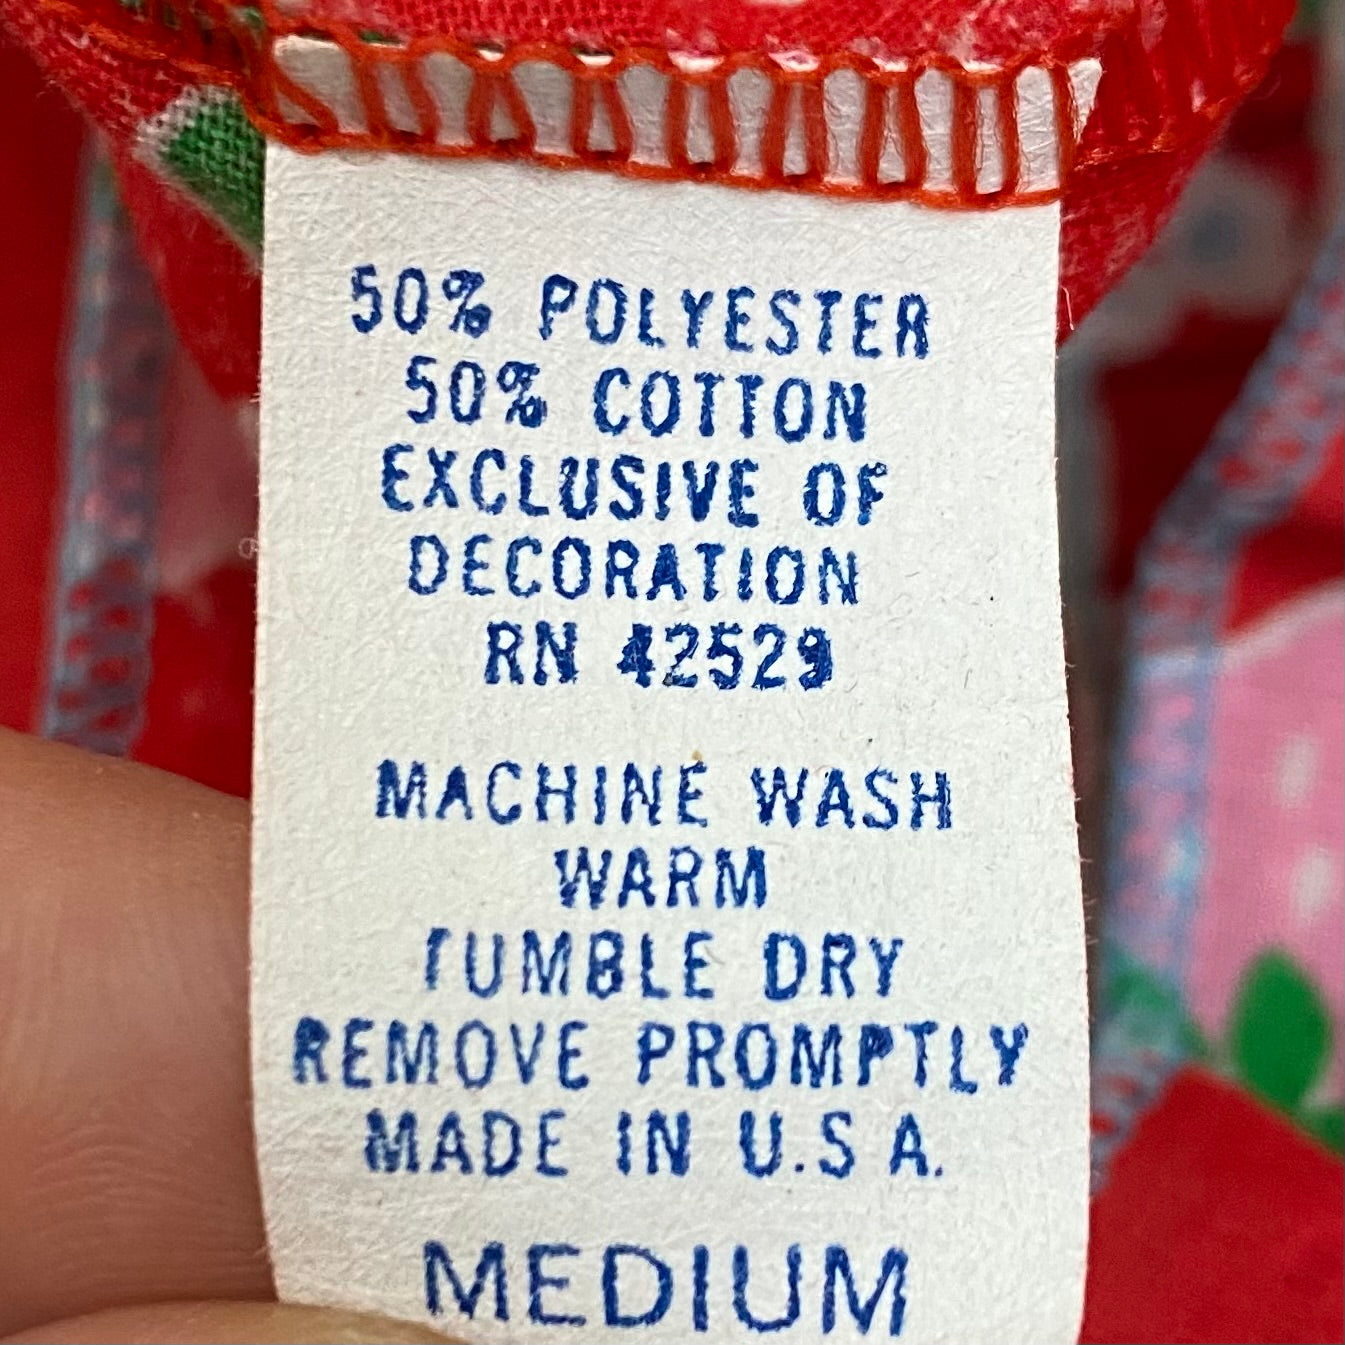 50% POLYESTER
50% COTTON
EXCLUSIVE OF
DECORATION
RN 42529
MACHINE WASH
WARM
TUMBLE DRY
REMOVE PROMPTLY
MADE IN U.S A.
MEDIUM